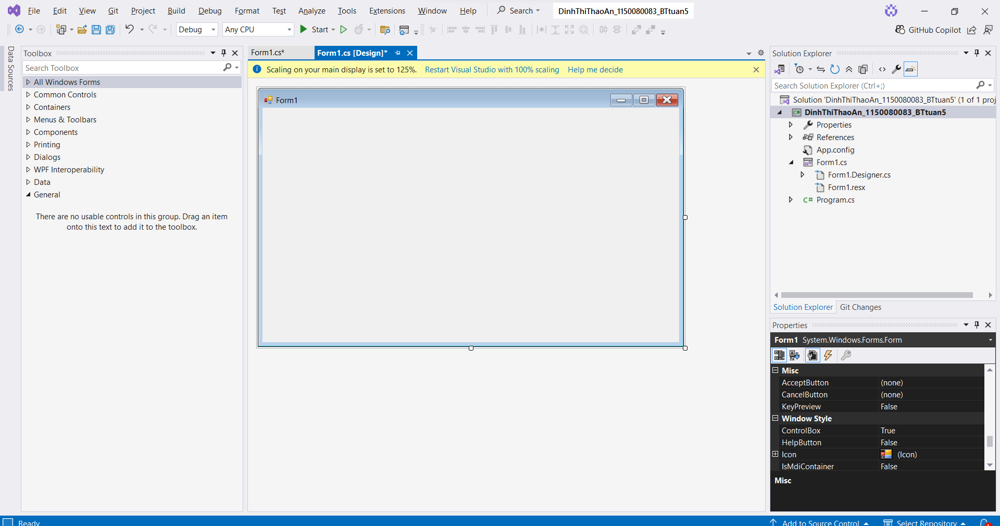 File Edit View Git Project Build Debug Format Test Analyze Tools Extensions Window Help Search DinhThiThaoAn_1150080083_BTtuan5
Debug Any CPU Start GitHub Copilot
Data Sources
Toolbox
Search Toolbox
All Windows Forms
Common Controls
Containers
Menus & Toolbars
Components
Printing
Dialogs
WPF Interoperability
Data
General
There are no usable controls in this group. Drag an item
onto this text to add it to the toolbox.
Form1.cs* Form1.cs [Design]*
Scaling on your main display is set to 125%. Restart Visual Studio with 100% scaling Help me decide
Form1
Solution Explorer
Search Solution Explorer (Ctrl+;)
Solution 'DinhThiThaoAn_1150080083_BTtuan5' (1 of 1 proj
C# DinhThiThaoAn_1150080083_BTtuan5
Properties
References
App.config
Form1.cs
Form1.Designer.cs
Form1.resx
C# Program.cs
Solution Explorer Git Changes
Properties
Form1 System.Windows.Forms.Form
Misc
AcceptButton (none)
CancelButton (none)
KeyPreview False
Window Style
ControlBox True
HelpButton False
Icon (Icon)
IsMdiContainer False
Misc
Ready Add to Source Control Select Repository